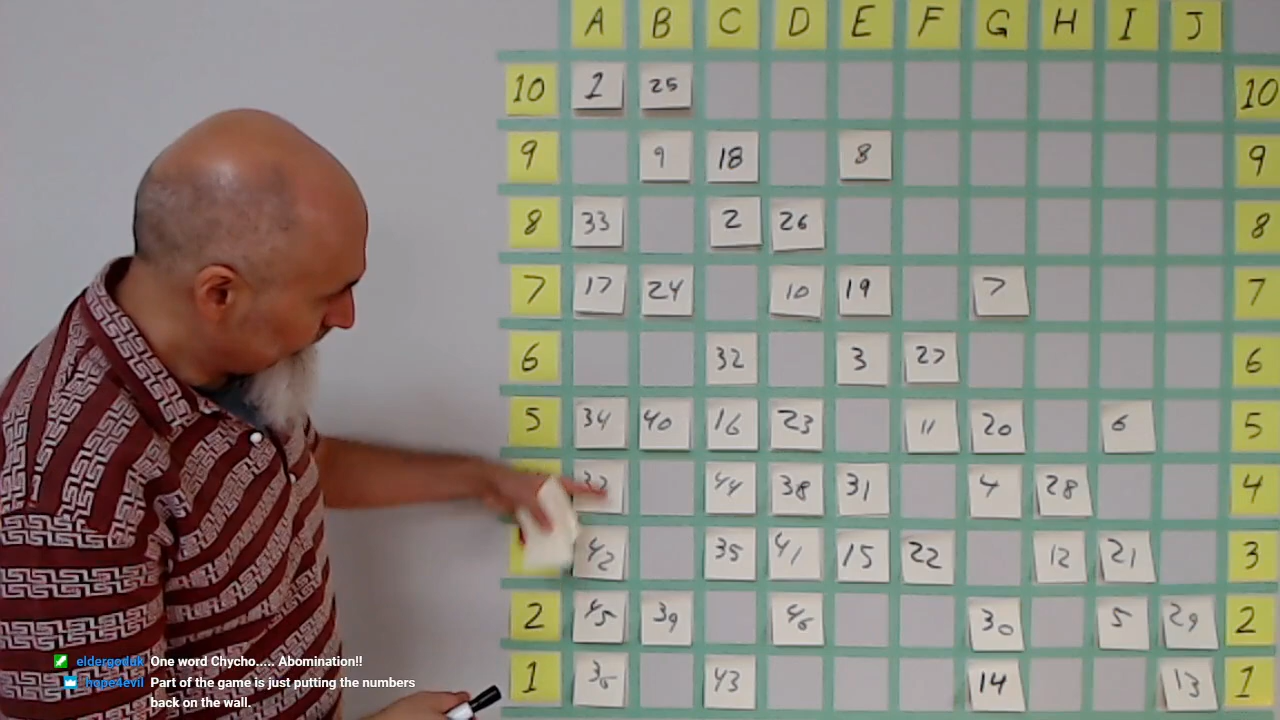 A B C D E F G H I J
10 1 25 10
9 9 18 8 9
8 33 2 26 8
7 17 24 10 19 7 7
6 32 3 27 6
5 34 40 16 23 11 20 6 5
44 38 31 4 28 4
42 35 41 15 22 12 21 3
2 45 39 46 30 5 29 2
1 36 43 14 13 1
eldergodak One word Chycho..... Abomination!!
hope4evil Part of the game is just putting the numbers
back on the wall.